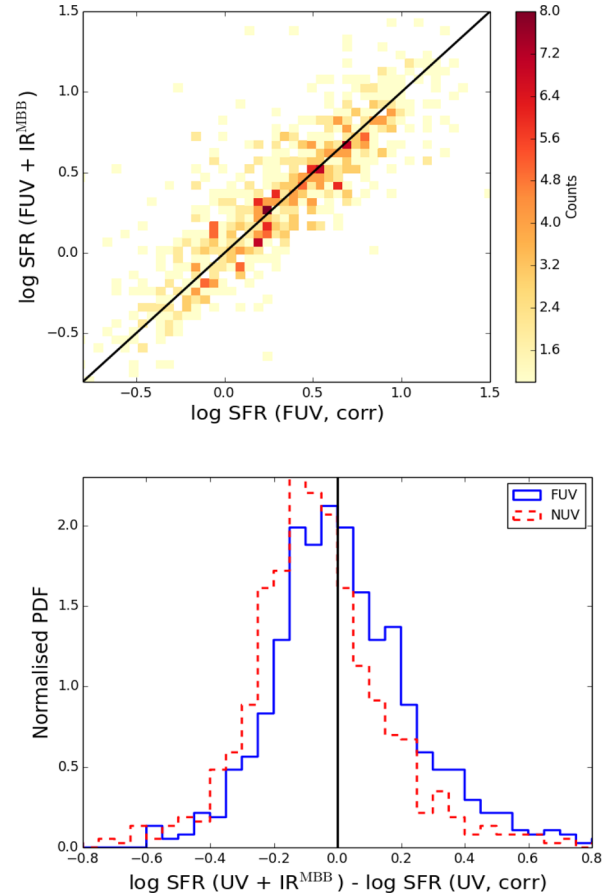 1.5
1.0
0.5
0.0
−0.5
log SFR (FUV + IR^MBB)
−0.5 0.0 0.5 1.0 1.5
log SFR (FUV, corr)
8.0
7.2
6.4
5.6
4.8
4.0
3.2
2.4
1.6
Counts
FUV
NUV
2.0
1.5
1.0
0.5
0.0
Normalised PDF
−0.8 −0.6 −0.4 −0.2 0.0 0.2 0.4 0.6 0.8
log SFR (UV + IR^MBB) - log SFR (UV, corr)